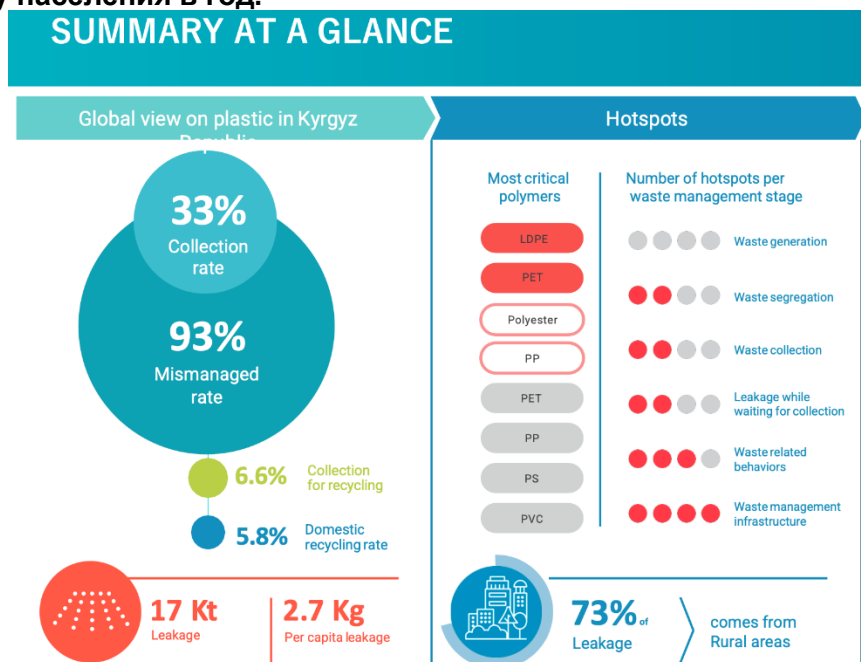 населения в год.
SUMMARY AT A GLANCE
Global view on plastic in Kyrgyz
Republic
33%
Collection
rate
93%
Mismanaged
rate
6.6%
Collection
for recycling
5.8%
Domestic
recycling rate
17 Kt
Leakage
2.7 Kg
Per capita leakage
Hotspots
Most critical
polymers
LDPE
PET
Polyester
PP
PET
PP
PS
PVC
Number of hotspots per
waste management stage
Waste generation
Waste segregation
Waste collection
Leakage while
waiting for collection
Waste related
behaviors
Waste management
infrastructure
73% of
Leakage
comes from
Rural areas